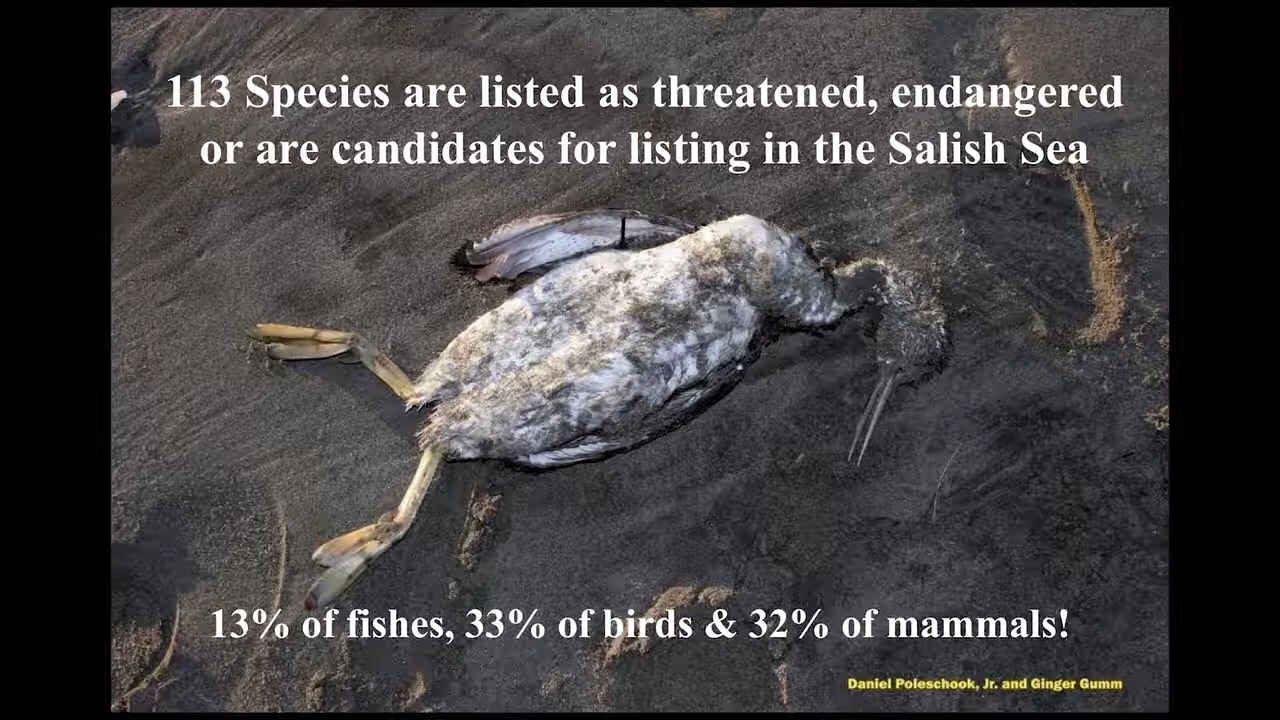 113 Species are listed as threatened, endangered
or are candidates for listing in the Salish Sea
13% of fishes, 33% of birds & 32% of mammals!
Daniel Poleschook, Jr. and Ginger Gumm